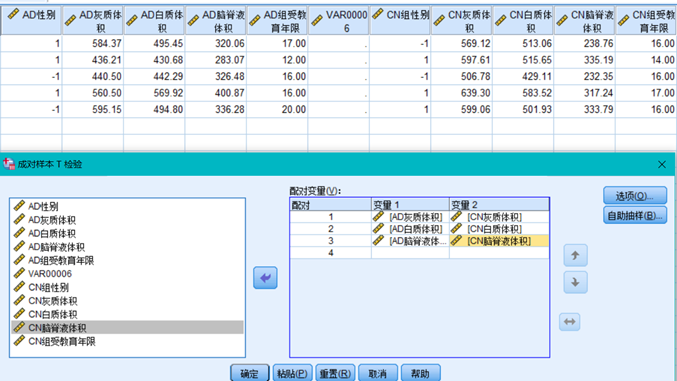 AD性别 AD灰质体积 AD白质体积 AD脑脊液体积 AD组受教育年限 VAR00006 CN组性别 CN灰质体积 CN白质体积 CN脑脊液体积 CN组受教育年限
1 584.37 495.45 320.06 17.00 . -1 569.12 513.06 238.76 16.00
1 436.21 430.68 283.07 12.00 . 1 597.61 515.65 335.19 14.00
-1 440.50 442.29 326.48 16.00 . -1 506.78 429.11 232.35 16.00
1 560.50 569.92 400.87 16.00 . 1 639.30 583.52 317.24 17.00
-1 595.15 494.80 336.28 20.00 . 1 599.06 501.93 333.79 16.00
成对样本 T 检验
AD性别
AD灰质体积
AD白质体积
AD脑脊液体积
AD组受教育年限
VAR00006
CN组性别
CN灰质体积
CN白质体积
CN脑脊液体积
CN组受教育年限
配对变量(V):
配对 变量 1 变量 2
1 [AD灰质体积] [CN灰质体积]
2 [AD白质体积] [CN白质体积]
3 [AD脑脊液体... [CN脑脊液体积]
4
选项(O)...
自助抽样(B)...
确定 粘贴(P) 重置(R) 取消 帮助